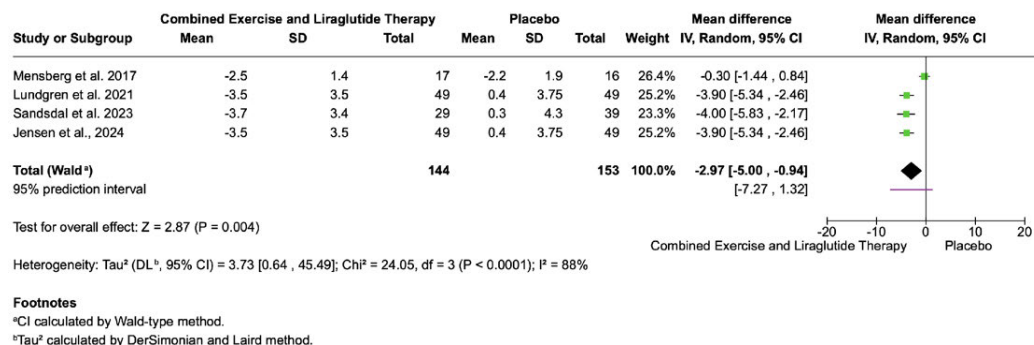 Combined Exercise and Liraglutide Therapy Placebo Mean difference Mean difference
Study or Subgroup Mean SD Total Mean SD Total Weight IV, Random, 95% CI IV, Random, 95% CI
Mensberg et al. 2017 -2.5 1.4 17 -2.2 1.9 16 26.4% -0.30 [-1.44 , 0.84]
Lundgren et al. 2021 -3.5 3.5 49 0.4 3.75 49 25.2% -3.90 [-5.34 , -2.46]
Sandsdal et al. 2023 -3.7 3.4 29 0.3 4.3 39 23.3% -4.00 [-5.83 , -2.17]
Jensen et al., 2024 -3.5 3.5 49 0.4 3.75 49 25.2% -3.90 [-5.34 , -2.46]
Total (Waldᵃ) 144 153 100.0% -2.97 [-5.00 , -0.94]
95% prediction interval [-7.27 , 1.32]
Test for overall effect: Z = 2.87 (P = 0.004)
-20 -10 0 10 20
Combined Exercise and Liraglutide Therapy Placebo
Heterogeneity: Tau² (DLᵇ, 95% CI) = 3.73 [0.64 , 45.49]; Chi² = 24.05, df = 3 (P < 0.0001); I² = 88%
Footnotes
ᵃCI calculated by Wald-type method.
ᵇTau² calculated by DerSimonian and Laird method.